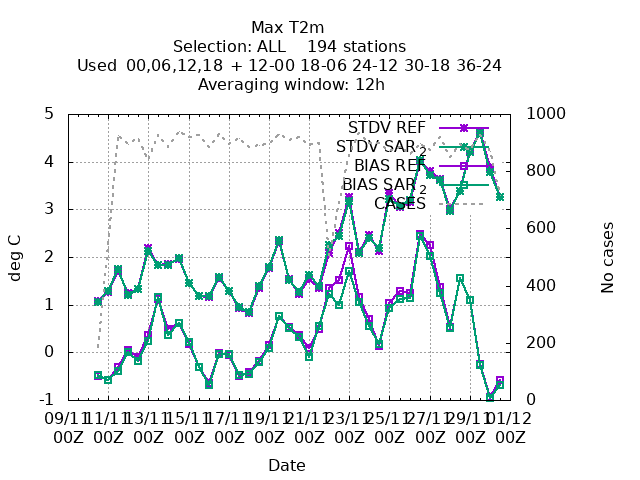 Max T2m
Selection: ALL    194 stations
Used 00,06,12,18 + 12-00 18-06 24-12 30-18 36-24
Averaging window: 12h
5
4
3
2
1
0
-1
deg C
1000
800
600
400
200
0
No cases
STDV REF
STDV SAR_2
BIAS REF
BIAS SAR_2
CASES
09/11 11/11 13/11 15/11 17/11 19/11 21/11 23/11 25/11 27/11 29/11 01/12
00Z 00Z 00Z 00Z 00Z 00Z 00Z 00Z 00Z 00Z 00Z 00Z
Date